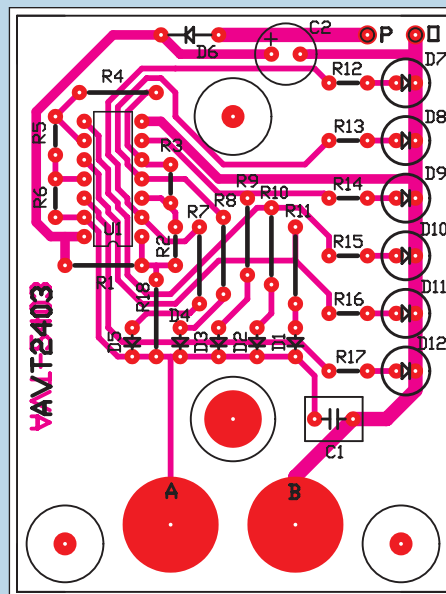 C2
P O
D6
D7
R4
R12
D8
R5
R3
R13
D9
R6
R9
R14
R8
R10
U1
R7
R11
D10
R2
R15
R1
R18
D11
D4
R16
AVT2403
D5
D3
D2
D1
D12
R17
C1
A
B